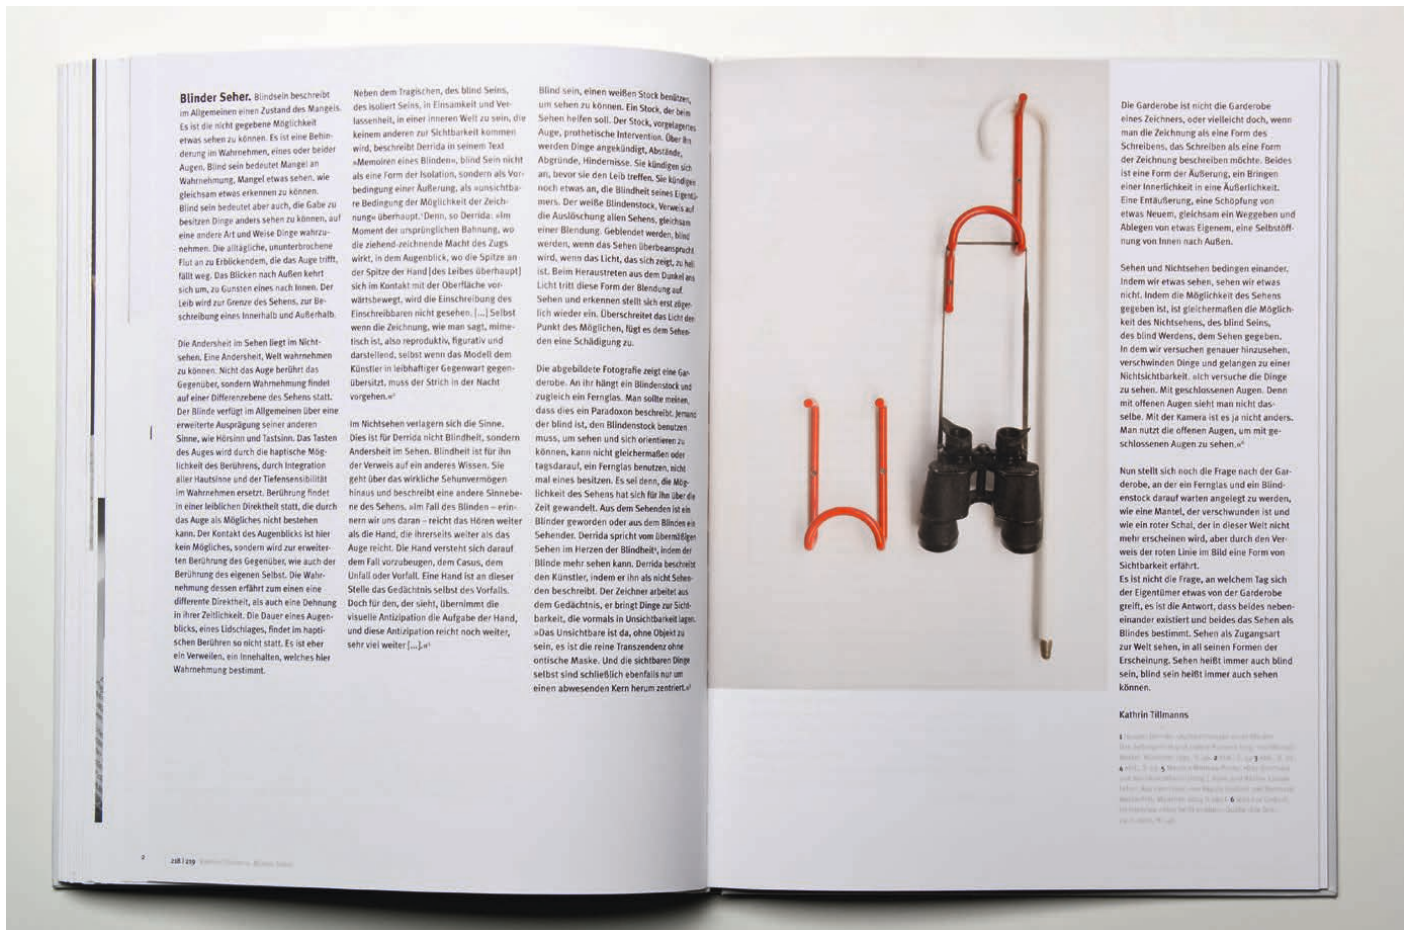 Blinder Seher. Blindsein beschreibt
im Allgemeinen einen Zustand des Mangels.
Es ist die nicht gegebene Möglichkeit
etwas sehen zu können. Es ist eine Behin-
derung im Wahrnehmen, eines oder beider
Augen. Blind sein bedeutet Mangel an
Wahrnehmung, Mangel etwas sehen, wie
gleichsam etwas erkennen zu können.
Blind sein bedeutet aber auch, die Gabe zu
besitzen Dinge anders sehen zu können, auf
eine andere Art und Weise Dinge wahrzu-
nehmen. Die alltägliche, ununterbrochene
Flut an zu Erblickendem, die das Auge trifft,
fällt weg. Das Blicken nach Außen kehrt
sich um, zu Gunsten eines nach Innen. Der
Leib wird zur Grenze des Sehens, zur Be-
schreibung eines Innerhalb und Außerhalb.
Die Andersheit im Sehen liegt im Nicht-
sehen. Eine Andersheit, Welt wahrnehmen
zu können. Nicht das Auge berührt das
Gegenüber, sondern Wahrnehmung findet
auf einer Differenzebene des Sehens statt.
Der Blinde verfügt im Allgemeinen über eine
erweiterte Ausprägung seiner anderen
Sinne, wie Hörsinn und Tastsinn. Das Tasten
des Auges wird durch die haptische Mög-
lichkeit des Berührens, durch Integration
aller Hautsinne und der Tiefensensibilität
im Wahrnehmen ersetzt. Berührung findet
in einer leiblichen Direktheit statt, die durch
das Auge als Mögliches nicht bestehen
kann. Der Kontakt des Augenblicks ist hier
kein Mögliches, sondern wird zur erweiter-
ten Berührung des Gegenüber, wie auch der
Berührung des eigenen Selbst. Die Wahr-
nehmung dessen erfährt zum einen eine
differente Direktheit, als auch eine Dehnung
in ihrer Zeitlichkeit. Die Dauer eines Augen-
blicks, eines Lidschlages, findet im hapti-
schen Berühren so nicht statt. Es ist eher
ein Verweilen, ein Innehalten, welches hier
Wahrnehmung bestimmt.
Neben dem Tragischen, des blind Seins,
des isoliert Seins, in Einsamkeit und Ver-
lassenheit, in einer inneren Welt zu sein, die
keinem anderen zur Sichtbarkeit kommen
wird, beschreibt Derrida in seinem Text
»Memoiren eines Blinden«, blind Sein nicht
als eine Form der Isolation, sondern als Vor-
bedingung einer Äußerung, als »unsichtba-
re Bedingung der Möglichkeit der Zeich-
nung« überhaupt.¹ Denn, so Derrida: »Im
Moment der ursprünglichen Bahnung, wo
die ziehend-zeichnende Macht des Zugs
wirkt, in dem Augenblick, wo die Spitze an
der Spitze der Hand [des Leibes überhaupt]
sich im Kontakt mit der Oberfläche vor-
wärtsbewegt, wird die Einschreibung des
Einschreibbaren nicht gesehen. [...] Selbst
wenn die Zeichnung, wie man sagt, mime-
tisch ist, also reproduktiv, figurativ und
darstellend, selbst wenn das Modell dem
Künstler in leibhaftiger Gegenwart gegen-
übersitzt, muss der Strich in der Nacht
vorgehen.«²
Im Nichtsehen verlagern sich die Sinne.
Dies ist für Derrida nicht Blindheit, sondern
Andersheit im Sehen. Blindheit ist für ihn
der Verweis auf ein anderes Wissen. Sie
geht über das wirkliche Sehunvermögen
hinaus und beschreibt eine andere Sinnebe-
ne des Sehens. »Im Fall des Blinden – erin-
nern wir uns daran – reicht das Hören weiter
als die Hand, die ihrerseits weiter als das
Auge reicht. Die Hand versteht sich darauf
dem Fall vorzubeugen, dem Casus, dem
Unfall oder Vorfall. Eine Hand ist an dieser
Stelle das Gedächtnis selbst des Vorfalls.
Doch für den, der sieht, übernimmt die
visuelle Antizipation die Aufgabe der Hand,
und diese Antizipation reicht noch weiter,
sehr viel weiter [...].«³
Blind sein, einen weißen Stock benützen,
um sehen zu können. Ein Stock, der beim
Sehen helfen soll. Der Stock, vorgelagertes
Auge, prothetische Intervention. Über ihn
werden Dinge angekündigt, Abstände,
Abgründe, Hindernisse. Sie kündigen sich
an, bevor sie den Leib treffen. Sie kündigen
noch etwas an, die Blindheit seines Eigentü-
mers. Der weiße Blindenstock, Verweis auf
die Auslöschung allen Sehens, gleichsam
einer Blendung. Geblendet werden, blind
werden, wenn das Sehen überbeansprucht
wird, wenn das Licht, das sich zeigt, zu hell
ist. Beim Heraustreten aus dem Dunkel ans
Licht tritt diese Form der Blendung auf.
Sehen und erkennen stellt sich erst zöger-
lich wieder ein. Überschreitet das Licht der
Punkt des Möglichen, fügt es dem Sehen-
den eine Schädigung zu.
Die abgebildete Fotografie zeigt eine Gar-
derobe. An ihr hängt ein Blindenstock und
zugleich ein Fernglas. Man sollte meinen,
dass dies ein Paradoxon beschreibt. Jemand
der blind ist, den Blindenstock benutzen
muss, um sehen und sich orientieren zu
können, kann nicht gleichermaßen oder
tagsdarauf, ein Fernglas benutzen, nicht
mal eines besitzen. Es sei denn, die Mög-
lichkeit des Sehens hat sich für ihn über die
Zeit gewandelt. Aus dem Sehenden ist ein
Blinder geworden oder aus dem Blinden ein
Sehender. Derrida spricht vom übermäßigen
Sehen im Herzen der Blindheit⁴, indem der
Blinde mehr sehen kann. Derrida beschreibt
den Künstler, indem er ihn als nicht Sehen-
den beschreibt. Der Zeichner arbeitet aus
dem Gedächtnis, er bringt Dinge zur Sicht-
barkeit, die vormals in Unsichtbarkeit lagen.
»Das Unsichtbare ist da, ohne Objekt zu
sein, es ist die reine Transzendenz ohne
ontische Maske. Und die sichtbaren Dinge
selbst sind schließlich ebenfalls nur um
einen abwesenden Kern herum zentriert.«⁵
2
218 | 219
Die Garderobe ist nicht die Garderobe
eines Zeichners, oder vielleicht doch, wenn
man die Zeichnung als eine Form des
Schreibens, das Schreiben als eine Form
der Zeichnung beschreiben möchte. Beides
ist eine Form der Äußerung, ein Bringen
einer Innerlichkeit in eine Äußerlichkeit.
Eine Entäußerung, eine Schöpfung von
etwas Neuem, gleichsam ein Weggeben und
Ablegen von etwas Eigenem, eine Selbstöff-
nung von Innen nach Außen.
Sehen und Nichtsehen bedingen einander.
Indem wir etwas sehen, sehen wir etwas
nicht. Indem die Möglichkeit des Sehens
gegeben ist, ist gleichermaßen die Möglich-
keit des Nichtsehens, des blind Seins,
des blind Werdens, dem Sehen gegeben.
In dem wir versuchen genauer hinzusehen,
verschwinden Dinge und gelangen zu einer
Nichtsichtbarkeit. »Ich versuche die Dinge
zu sehen. Mit geschlossenen Augen. Denn
mit offenen Augen sieht man nicht das-
selbe. Mit der Kamera ist es ja nicht anders.
Man nutzt die offenen Augen, um mit ge-
schlossenen Augen zu sehen.«⁶
Nun stellt sich noch die Frage nach der Gar-
derobe, an der ein Fernglas und ein Blind-
enstock darauf warten angelegt zu werden,
wie eine Mantel, der verschwunden ist und
wie ein roter Schal, der in dieser Welt nicht
mehr erscheinen wird, aber durch den Ver-
weis der roten Linie im Bild eine Form von
Sichtbarkeit erfährt.
Es ist nicht die Frage, an welchem Tag sich
der Eigentümer etwas von der Garderobe
greift, es ist die Antwort, dass beides neben-
einander existiert und beides das Sehen als
Blindes bestimmt. Sehen als Zugangsart
zur Welt sehen, in all seinen Formen der
Erscheinung. Sehen heißt immer auch blind
sein, blind sein heißt immer auch sehen
können.
Kathrin Tillmanns